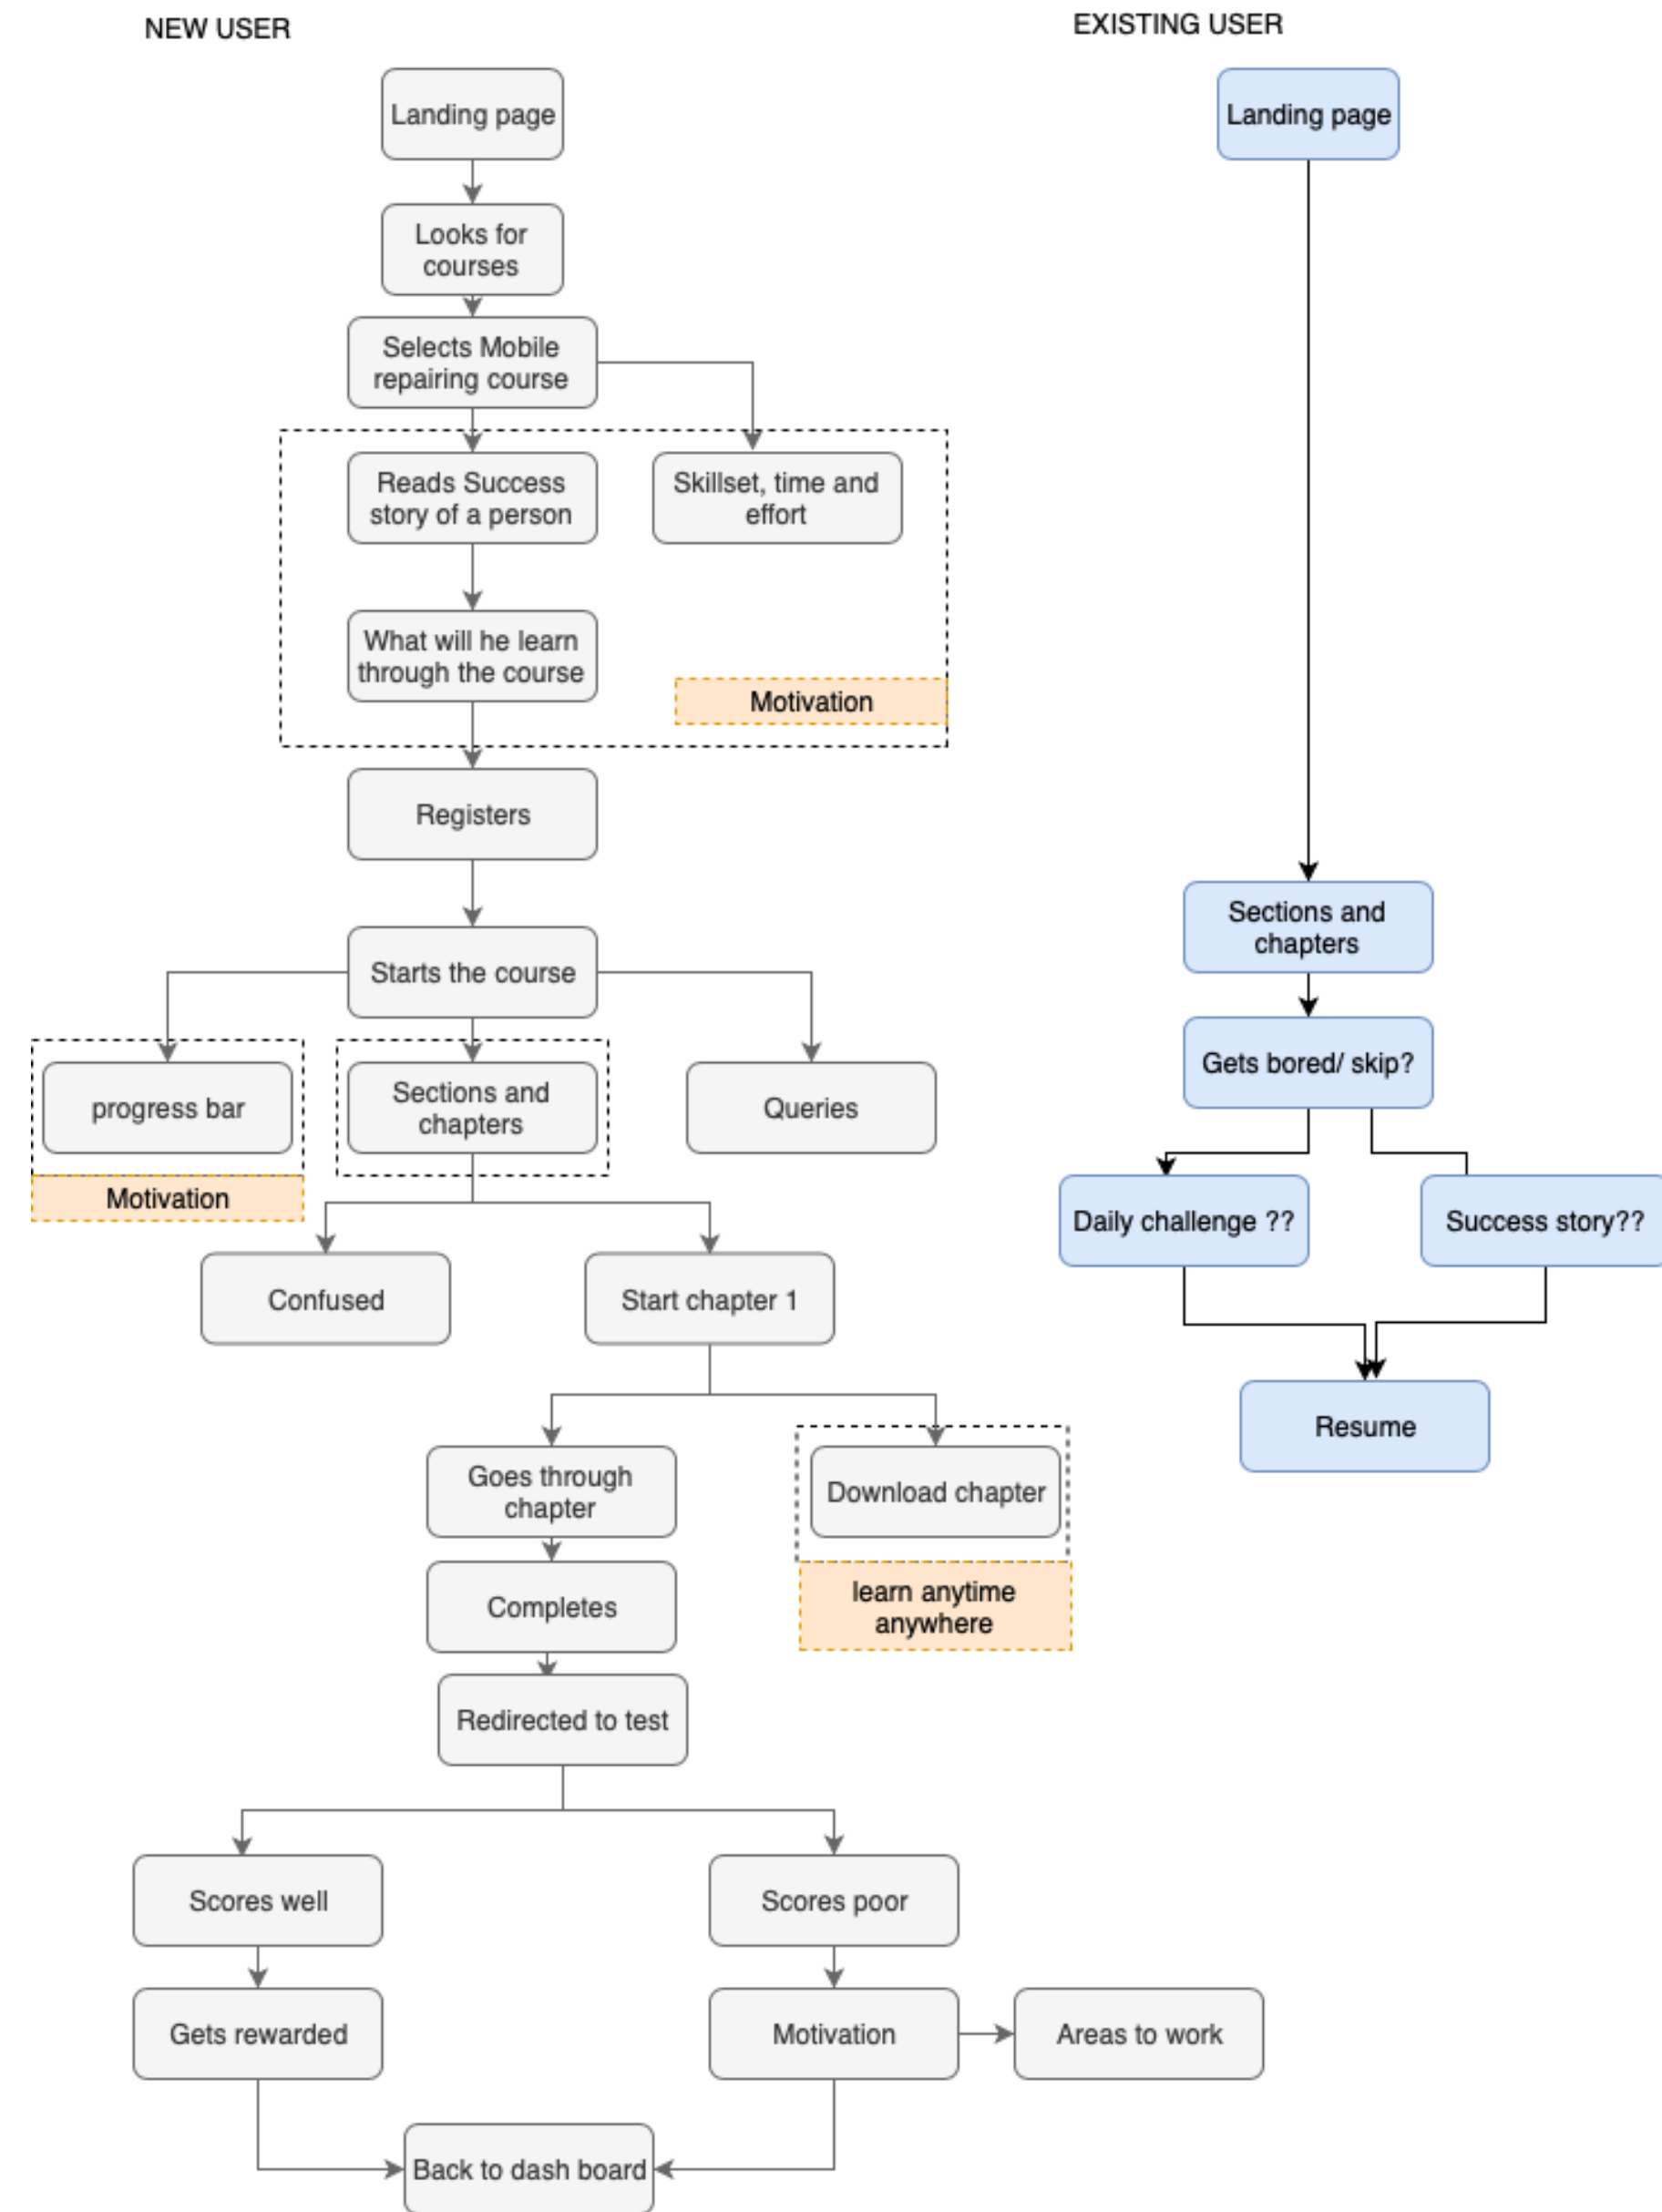 NEW USER
Landing page
Looks for
courses
Selects Mobile
repairing course
Reads Success
story of a person
Skillset, time and
effort
What will he learn
through the course
Motivation
Registers
Starts the course
progress bar
Motivation
Sections and
chapters
Queries
Confused
Start chapter 1
Goes through
chapter
Download chapter
learn anytime
anywhere
Completes
Redirected to test
Scores well
Scores poor
Gets rewarded
Motivation
Areas to work
Back to dash board
EXISTING USER
Landing page
Sections and
chapters
Gets bored/ skip?
Daily challenge ??
Success story??
Resume